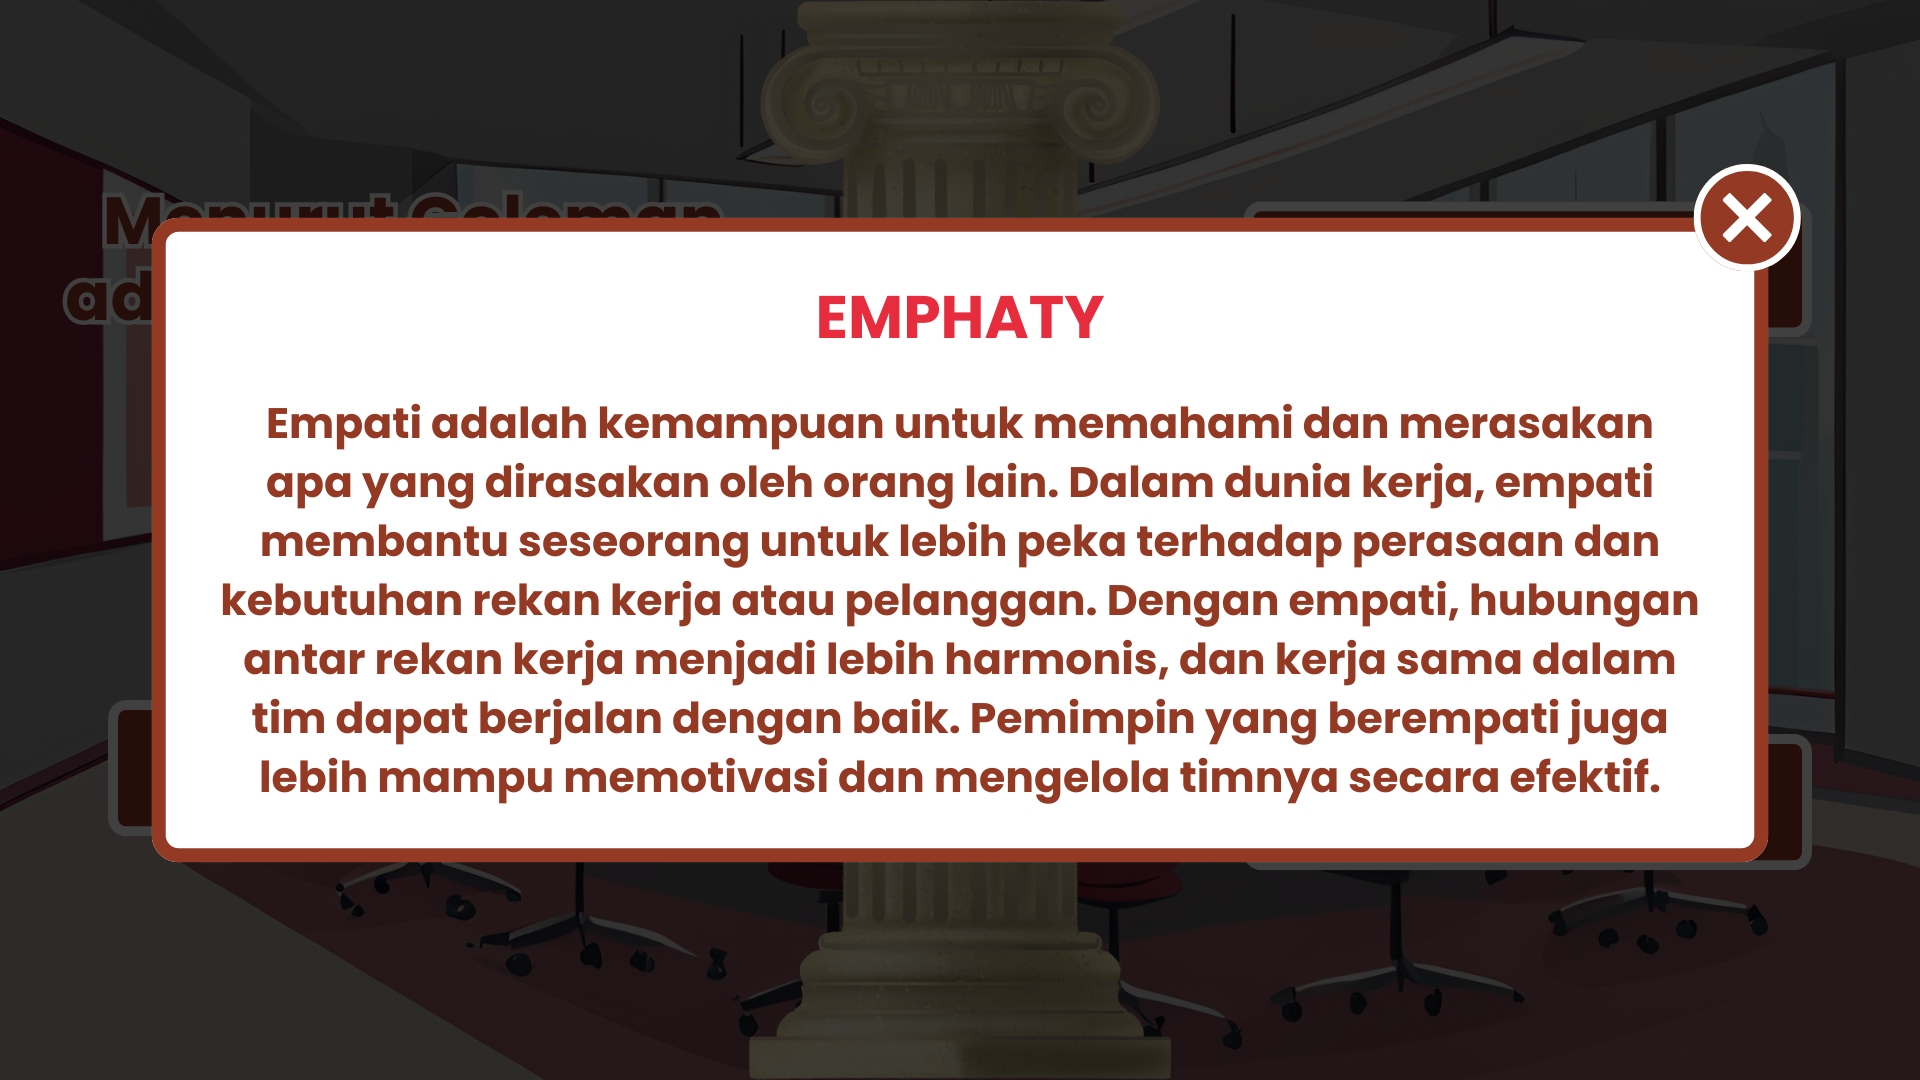 Menurut Goleman
EMPHATY
Empati adalah kemampuan untuk memahami dan merasakan
apa yang dirasakan oleh orang lain. Dalam dunia kerja, empati
membantu seseorang untuk lebih peka terhadap perasaan dan
kebutuhan rekan kerja atau pelanggan. Dengan empati, hubungan
antar rekan kerja menjadi lebih harmonis, dan kerja sama dalam
tim dapat berjalan dengan baik. Pemimpin yang berempati juga
lebih mampu memotivasi dan mengelola timnya secara efektif.